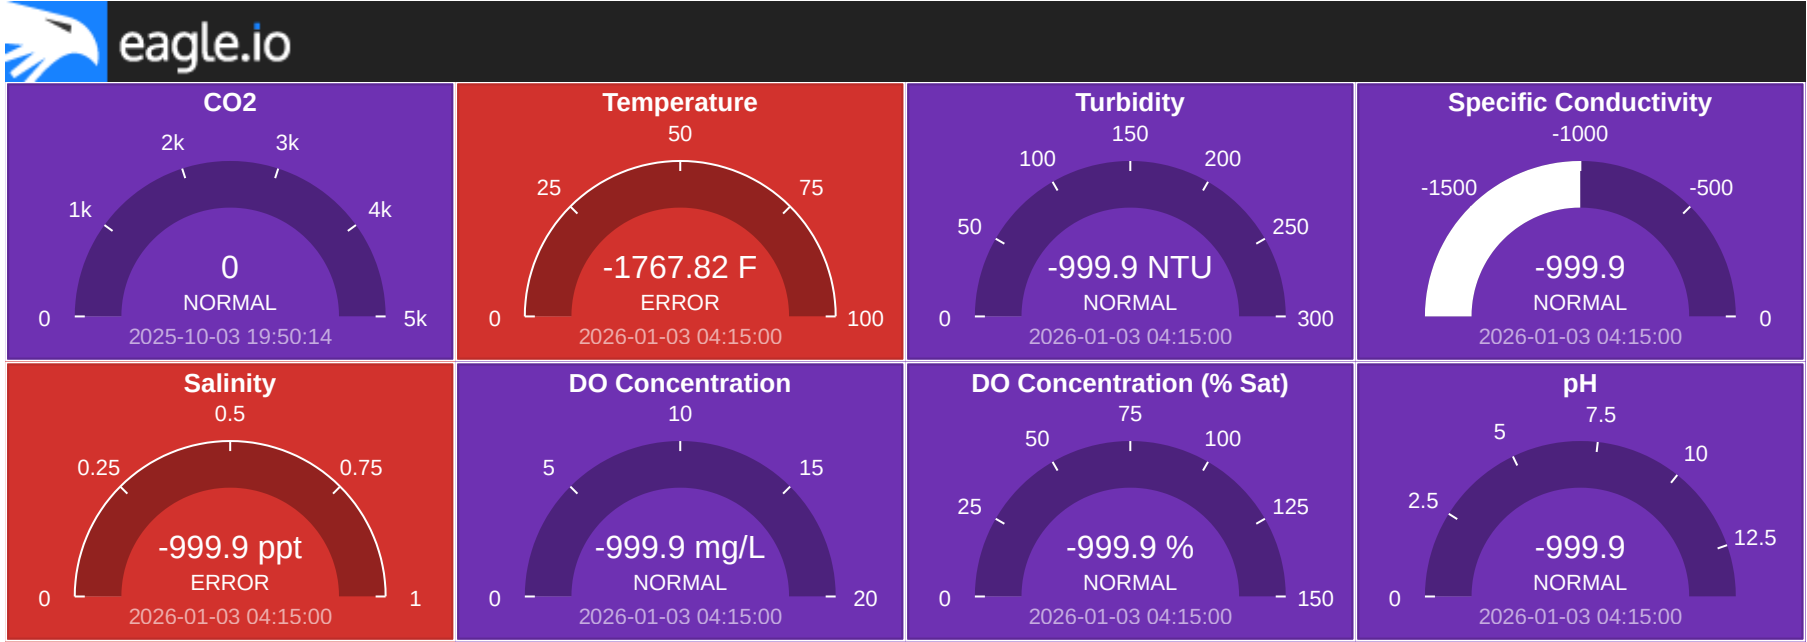 eagle.io
CO2
2k
3k
1k
4k
0
NORMAL
0
5k
2025-10-03 19:50:14
Temperature
50
25
75
-1767.82 F
ERROR
0
100
2026-01-03 04:15:00
Turbidity
150
100
200
50
250
-999.9 NTU
NORMAL
0
300
2026-01-03 04:15:00
Specific Conductivity
-1000
-1500
-500
-999.9
NORMAL
0
2026-01-03 04:15:00
Salinity
0.5
0.25
0.75
-999.9 ppt
ERROR
0
1
2026-01-03 04:15:00
DO Concentration
10
5
15
-999.9 mg/L
NORMAL
0
20
2026-01-03 04:15:00
DO Concentration (% Sat)
75
50
100
25
125
-999.9 %
NORMAL
0
150
2026-01-03 04:15:00
pH
7.5
5
10
2.5
12.5
-999.9
NORMAL
0
2026-01-03 04:15:00